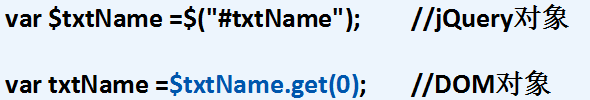 var $txtName =$("#txtName"); //jQuery对象
var txtName =$txtName.get(0); //DOM对象